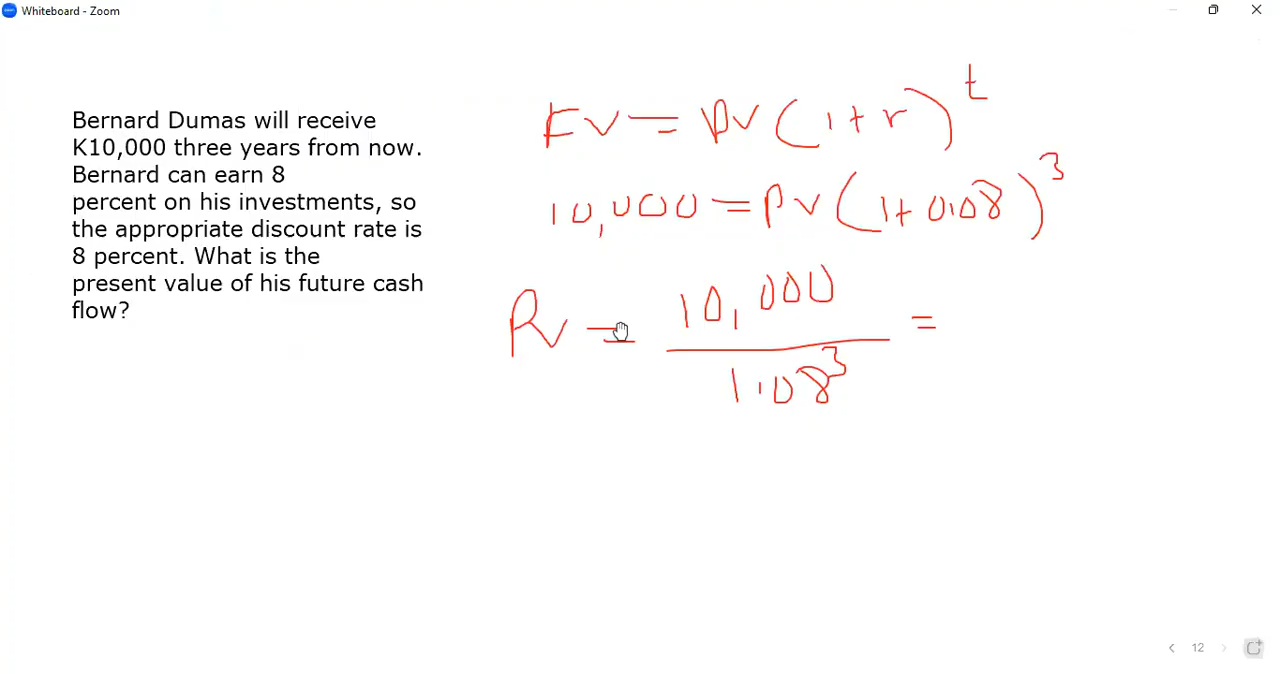 Whiteboard - Zoom
Bernard Dumas will receive
K10,000 three years from now.
Bernard can earn 8
percent on his investments, so
the appropriate discount rate is
8 percent. What is the
present value of his future cash
flow?
FV = PV (1 + r)^t
10,000 = PV (1 + 0.08)^3
PV = 10,000 / 1.08^3 =
12